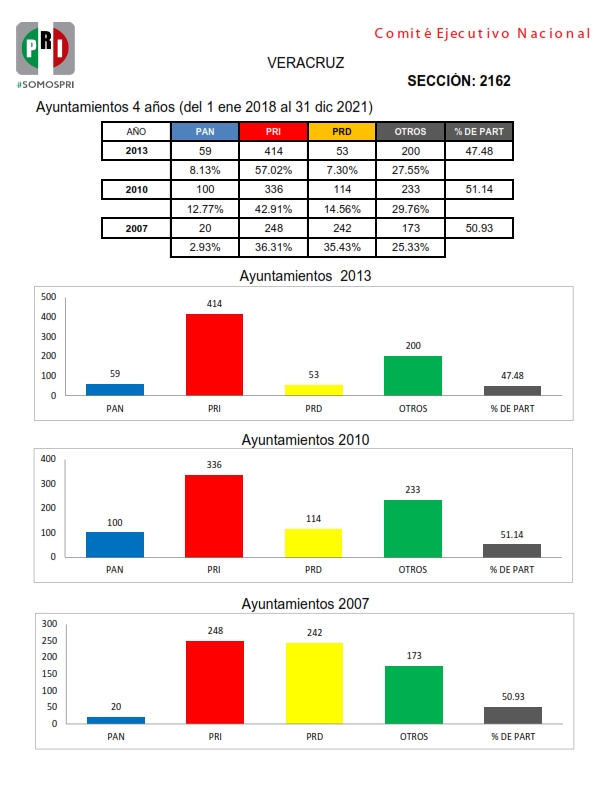 Comité Ejecutivo Nacional
PRI
#SOMOSPRI
VERACRUZ
SECCIÓN: 2162
Ayuntamientos 4 años (del 1 ene 2018 al 31 dic 2021)
AÑO PAN PRI PRD OTROS % DE PART
2013 59 414 53 200 47.48
8.13% 57.02% 7.30% 27.55%
2010 100 336 114 233 51.14
12.77% 42.91% 14.56% 29.76%
2007 20 248 242 173 50.93
2.93% 36.31% 35.43% 25.33%
Ayuntamientos 2013
500
400
300
200
100
0
59 414 53 200 47.48
PAN PRI PRD OTROS % DE PART
Ayuntamientos 2010
400
300
200
100
0
100 336 114 233 51.14
PAN PRI PRD OTROS % DE PART
Ayuntamientos 2007
300
250
200
150
100
50
0
20 248 242 173 50.93
PAN PRI PRD OTROS % DE PART